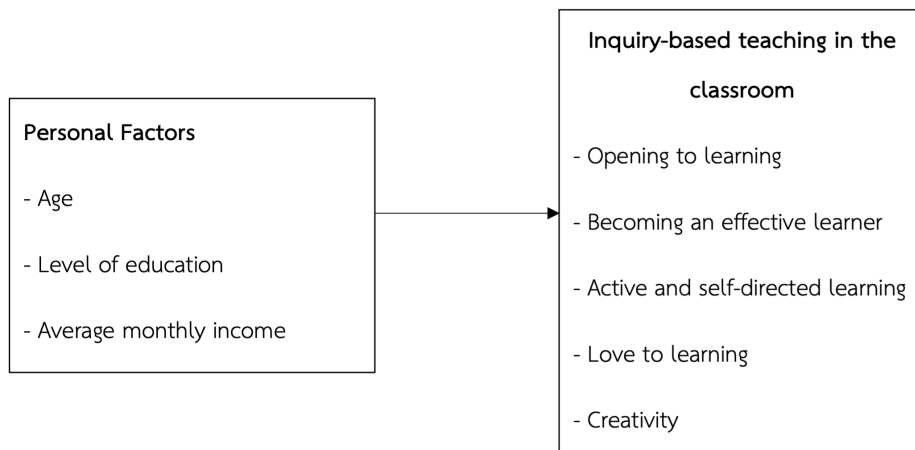 Personal Factors
- Age
- Level of education
- Average monthly income
Inquiry-based teaching in the
classroom
- Opening to learning
- Becoming an effective learner
- Active and self-directed learning
- Love to learning
- Creativity